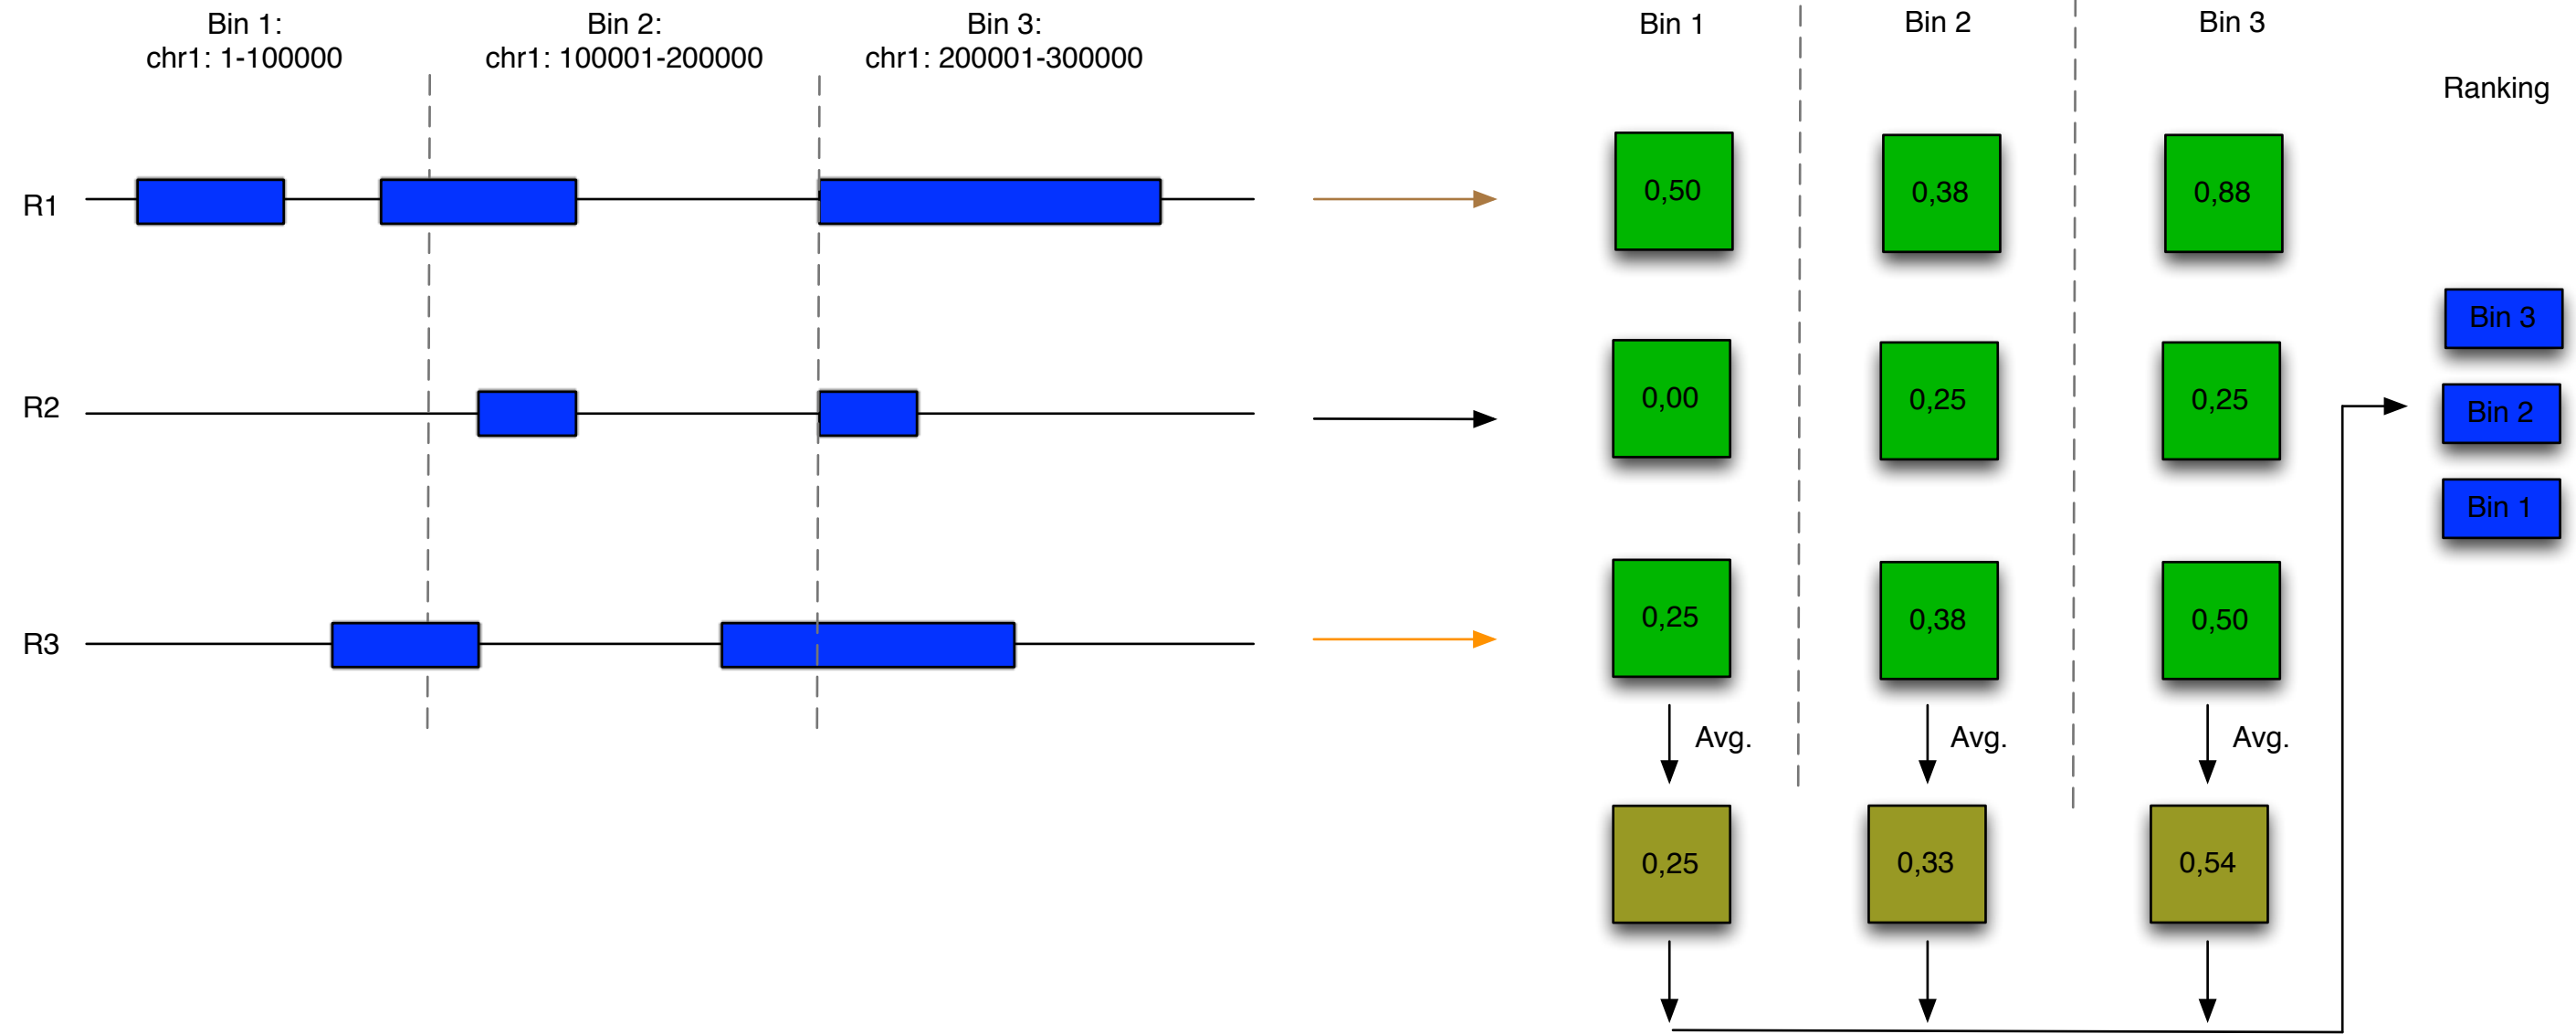 Bin 1:
chr1: 1-100000
Bin 2:
chr1: 100001-200000
Bin 3:
chr1: 200001-300000
Bin 1
Bin 2
Bin 3
Ranking
R1
0,50
0,38
0,88
R2
0,00
0,25
0,25
R3
0,25
0,38
0,50
Avg.
Avg.
Avg.
0,25
0,33
0,54
Bin 3
Bin 2
Bin 1